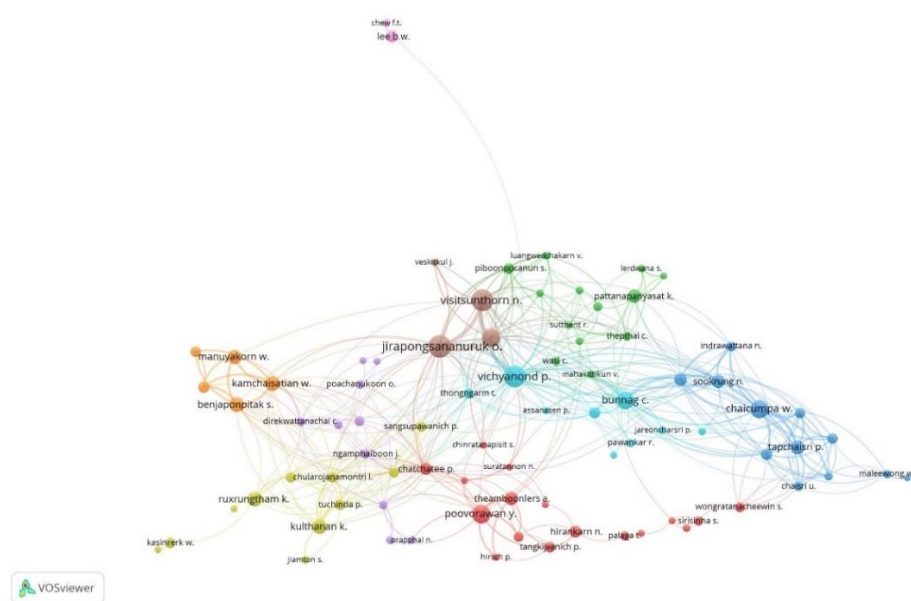 chew f.t.
lee b.w.
veskitkul j.
luangwedchakarn v.
piboonpocanun s.
lerdwana s.
visitsunthorn n.
pattanapanyasat k.
sutthent r.
thepthai c.
indrawattana n.
jirapongsananuruk o.
manuyakorn w.
wasi c.
kamchaisatian w.
poachanukoon o.
vichyanond p.
mahakittikun v.
sookrung n.
thongngarm t.
benjaponpitak s.
assanasen p.
bunnag c.
chaicumpa w.
direkwattanachai c.
sangsupawanich p.
jareoncharsri p.
chinratanapisit s.
pawankar r.
tapchaisri p.
ngamphaiboon j.
chatchatee p.
suratannon n.
chularojanamontri l.
maleewong w.
chaisri u.
ruxrungtham k.
tuchinda p.
theamboonlers a.
wongratanacheewin s.
poovorawan y.
kulthanan k.
sirisinha s.
hirankarn n.
palaga t.
kasinrerk w.
prapphal n.
tangkijvanich p.
jiamton s.
hirsch p.
VOSviewer